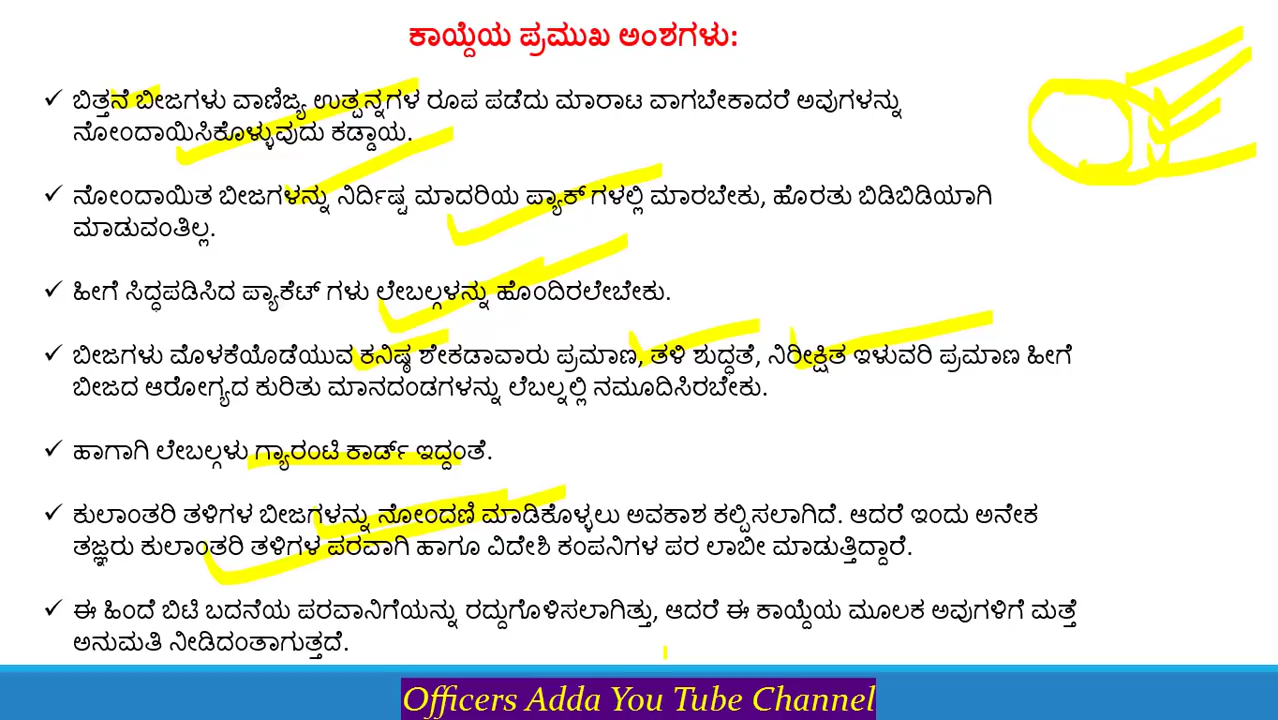 ಕಾಯ್ದೆಯ ಪ್ರಮುಖ ಅಂಶಗಳು:
✓ ಬಿತ್ತನೆ ಬೀಜಗಳು ವಾಣಿಜ್ಯ ಉತ್ಪನ್ನಗಳ ರೂಪ ಪಡೆದು ಮಾರಾಟ ವಾಗಬೇಕಾದರೆ ಅವುಗಳನ್ನು
ನೋಂದಾಯಿಸಿಕೊಳ್ಳುವುದು ಕಡ್ಡಾಯ.
✓ ನೋಂದಾಯಿತ ಬೀಜಗಳನ್ನು ನಿರ್ದಿಷ್ಟ ಮಾದರಿಯ ಪ್ಯಾಕ್ ಗಳಲ್ಲಿ ಮಾರಬೇಕು, ಹೊರತು ಬಿಡಿಬಿಡಿಯಾಗಿ
ಮಾಡುವಂತಿಲ್ಲ.
✓ ಹೀಗೆ ಸಿದ್ಧಪಡಿಸಿದ ಪ್ಯಾಕೆಟ್ ಗಳು ಲೇಬಲ್ಗಳನ್ನು ಹೊಂದಿರಲೇಬೇಕು.
✓ ಬೀಜಗಳು ಮೊಳಕೆಯೊಡೆಯುವ ಕನಿಷ್ಠ ಶೇಕಡಾವಾರು ಪ್ರಮಾಣ, ತಳಿ ಶುದ್ಧತೆ, ನಿರೀಕ್ಷಿತ ಇಳುವರಿ ಪ್ರಮಾಣ ಹೀಗೆ
ಬೀಜದ ಆರೋಗ್ಯದ ಕುರಿತು ಮಾನದಂಡಗಳನ್ನು ಲೆಬಲ್ನಲ್ಲಿ ನಮೂದಿಸಿರಬೇಕು.
✓ ಹಾಗಾಗಿ ಲೇಬಲ್ಗಳು ಗ್ಯಾರಂಟಿ ಕಾರ್ಡ್ ಇದ್ದಂತೆ.
✓ ಕುಲಾಂತರಿ ತಳಿಗಳ ಬೀಜಗಳನ್ನು ನೋಂದಣಿ ಮಾಡಿಕೊಳ್ಳಲು ಅವಕಾಶ ಕಲ್ಪಿಸಲಾಗಿದೆ. ಆದರೆ ಇಂದು ಅನೇಕ
ತಜ್ಞರು ಕುಲಾಂತರಿ ತಳಿಗಳ ಪರವಾಗಿ ಹಾಗೂ ವಿದೇಶಿ ಕಂಪನಿಗಳ ಪರ ಲಾಬೀ ಮಾಡುತ್ತಿದ್ದಾರೆ.
✓ ಈ ಹಿಂದೆ ಬಿಟಿ ಬದನೆಯ ಪರವಾನಿಗೆಯನ್ನು ರದ್ದುಗೊಳಿಸಲಾಗಿತ್ತು, ಆದರೆ ಈ ಕಾಯ್ದೆಯ ಮೂಲಕ ಅವುಗಳಿಗೆ ಮತ್ತೆ
ಅನುಮತಿ ನೀಡಿದಂತಾಗುತ್ತದೆ.
Officers Adda You Tube Channel